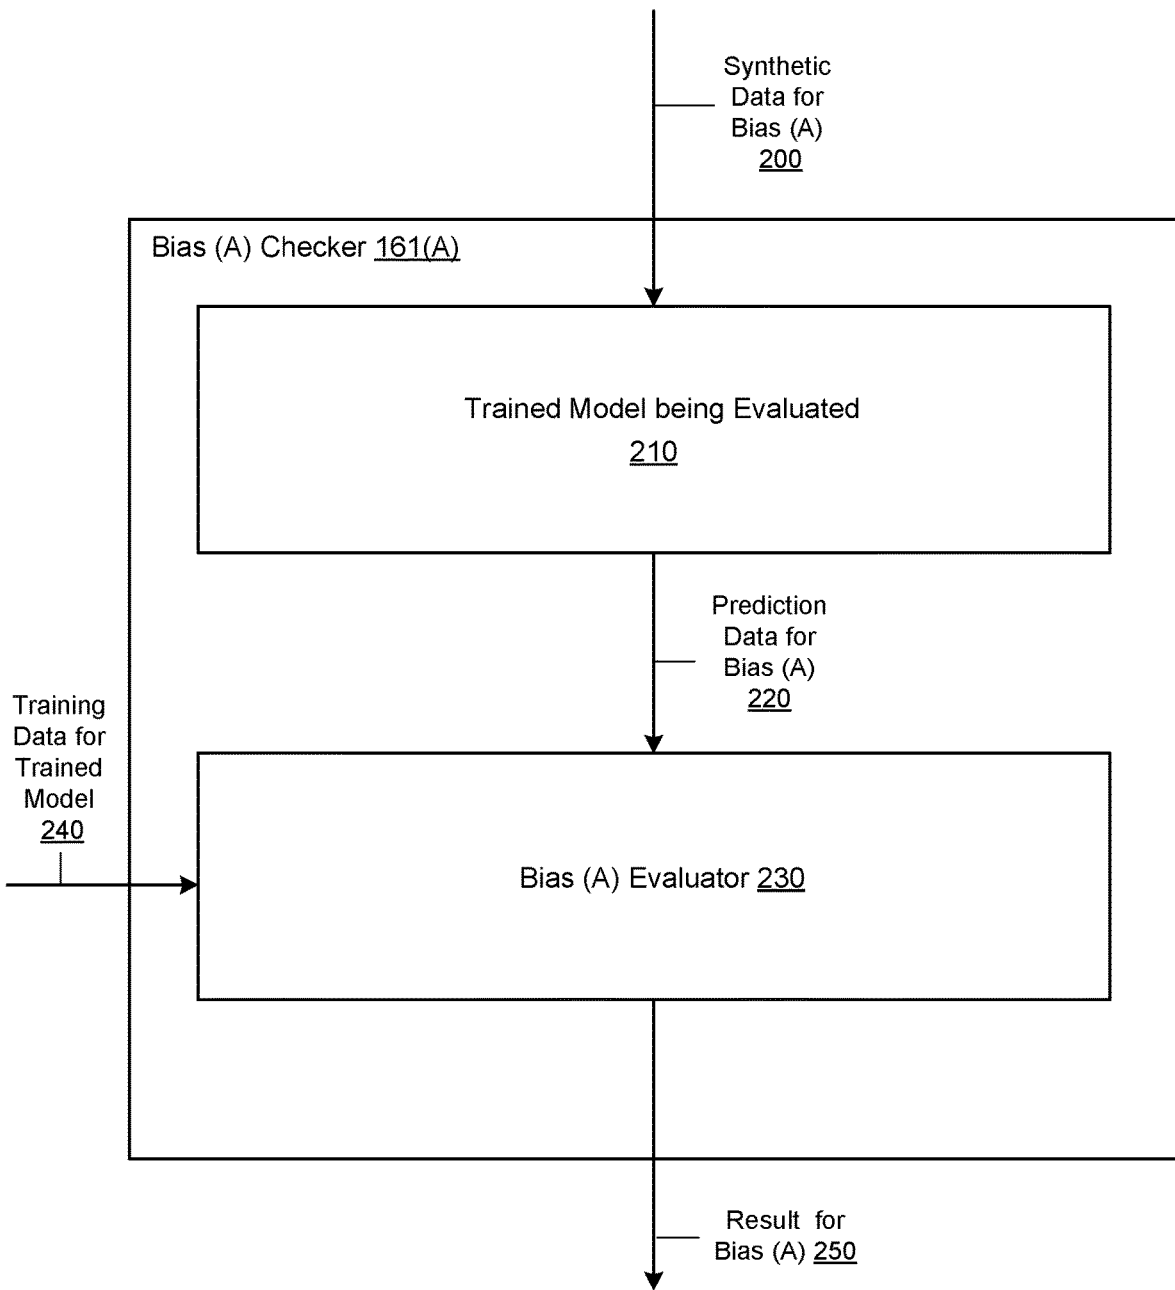 Synthetic
Data for
Bias (A)
200
Bias (A) Checker 161(A)
Trained Model being Evaluated
210
Prediction
Data for
Bias (A)
220
Training
Data for
Trained
Model
240
Bias (A) Evaluator 230
Result for
Bias (A) 250